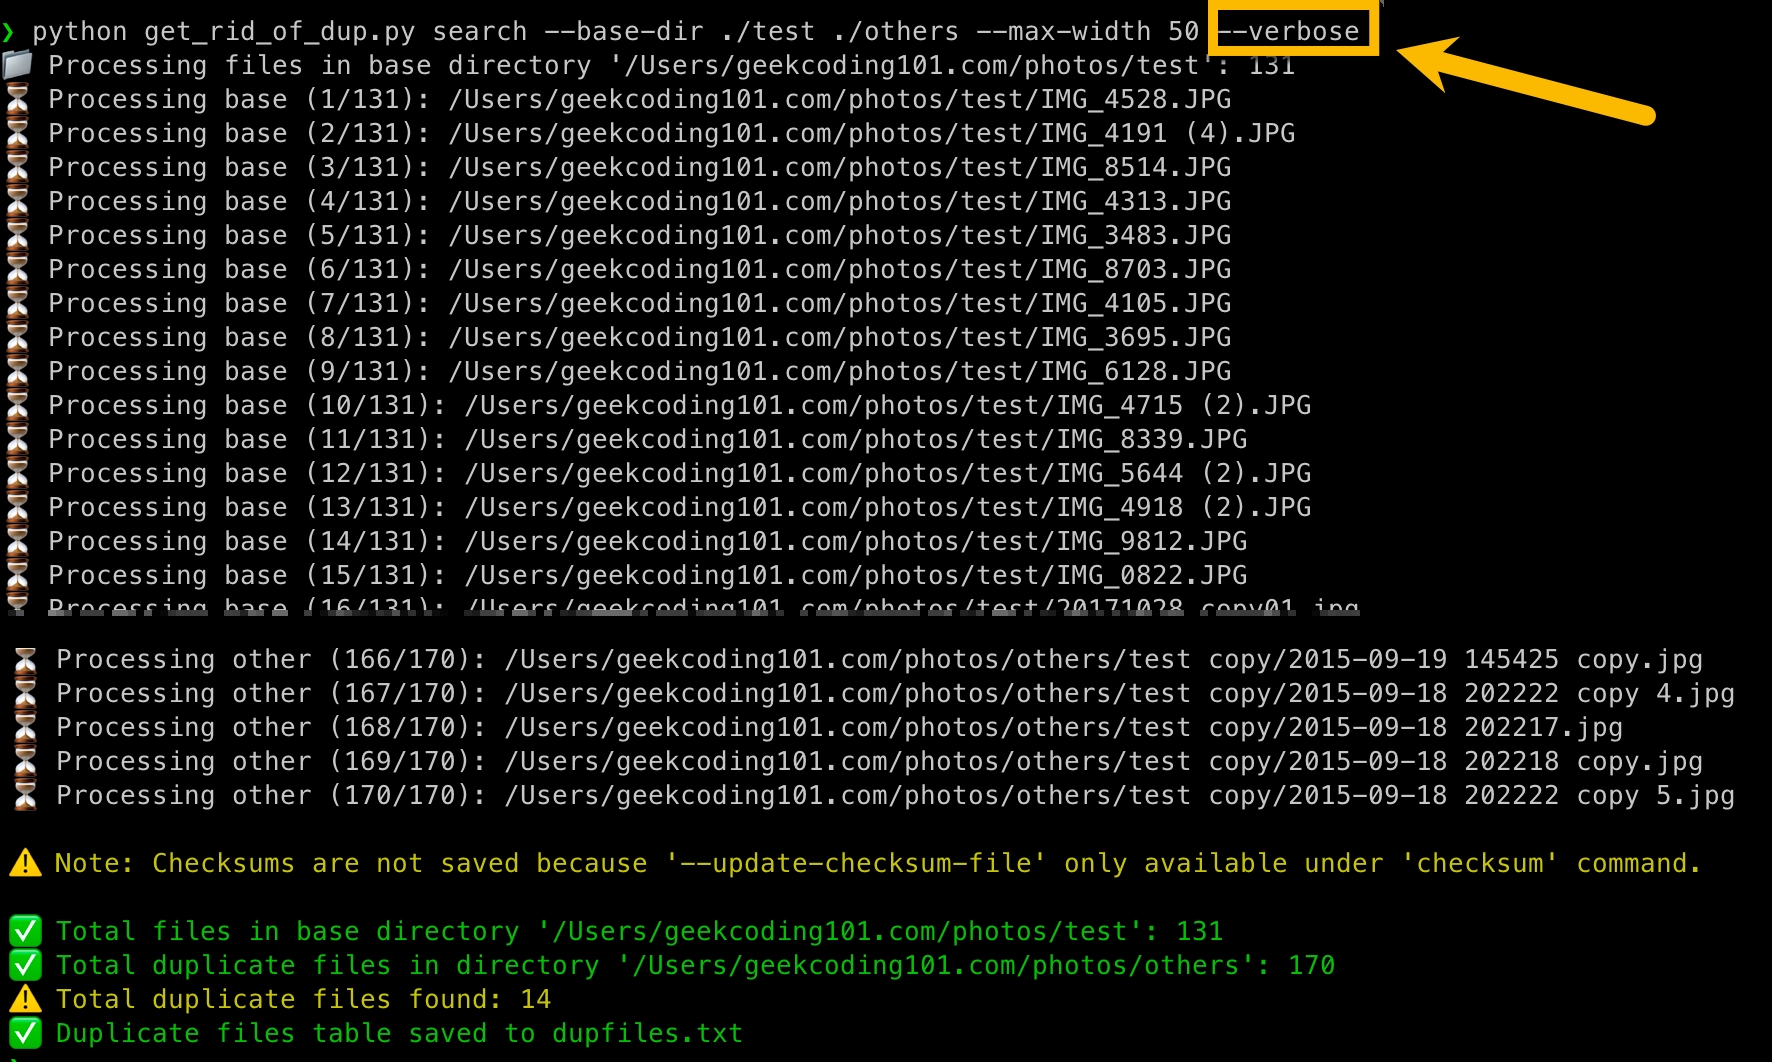 ❯ python get_rid_of_dup.py search --base-dir ./test ./others --max-width 50 --verbose
Processing files in base directory '/Users/geekcoding101.com/photos/test': 131
Processing base (1/131): /Users/geekcoding101.com/photos/test/IMG_4528.JPG
Processing base (2/131): /Users/geekcoding101.com/photos/test/IMG_4191 (4).JPG
Processing base (3/131): /Users/geekcoding101.com/photos/test/IMG_8514.JPG
Processing base (4/131): /Users/geekcoding101.com/photos/test/IMG_4313.JPG
Processing base (5/131): /Users/geekcoding101.com/photos/test/IMG_3483.JPG
Processing base (6/131): /Users/geekcoding101.com/photos/test/IMG_8703.JPG
Processing base (7/131): /Users/geekcoding101.com/photos/test/IMG_4105.JPG
Processing base (8/131): /Users/geekcoding101.com/photos/test/IMG_3695.JPG
Processing base (9/131): /Users/geekcoding101.com/photos/test/IMG_6128.JPG
Processing base (10/131): /Users/geekcoding101.com/photos/test/IMG_4715 (2).JPG
Processing base (11/131): /Users/geekcoding101.com/photos/test/IMG_8339.JPG
Processing base (12/131): /Users/geekcoding101.com/photos/test/IMG_5644 (2).JPG
Processing base (13/131): /Users/geekcoding101.com/photos/test/IMG_4918 (2).JPG
Processing base (14/131): /Users/geekcoding101.com/photos/test/IMG_9812.JPG
Processing base (15/131): /Users/geekcoding101.com/photos/test/IMG_0822.JPG
Processing base (16/131): /Users/geekcoding101.com/photos/test/20171028 copy01.jpg
Processing other (166/170): /Users/geekcoding101.com/photos/others/test copy/2015-09-19 145425 copy.jpg
Processing other (167/170): /Users/geekcoding101.com/photos/others/test copy/2015-09-18 202222 copy 4.jpg
Processing other (168/170): /Users/geekcoding101.com/photos/others/test copy/2015-09-18 202217.jpg
Processing other (169/170): /Users/geekcoding101.com/photos/others/test copy/2015-09-18 202218 copy.jpg
Processing other (170/170): /Users/geekcoding101.com/photos/others/test copy/2015-09-18 202222 copy 5.jpg
Note: Checksums are not saved because '--update-checksum-file' only available under 'checksum' command.
Total files in base directory '/Users/geekcoding101.com/photos/test': 131
Total duplicate files in directory '/Users/geekcoding101.com/photos/others': 170
Total duplicate files found: 14
Duplicate files table saved to dupfiles.txt